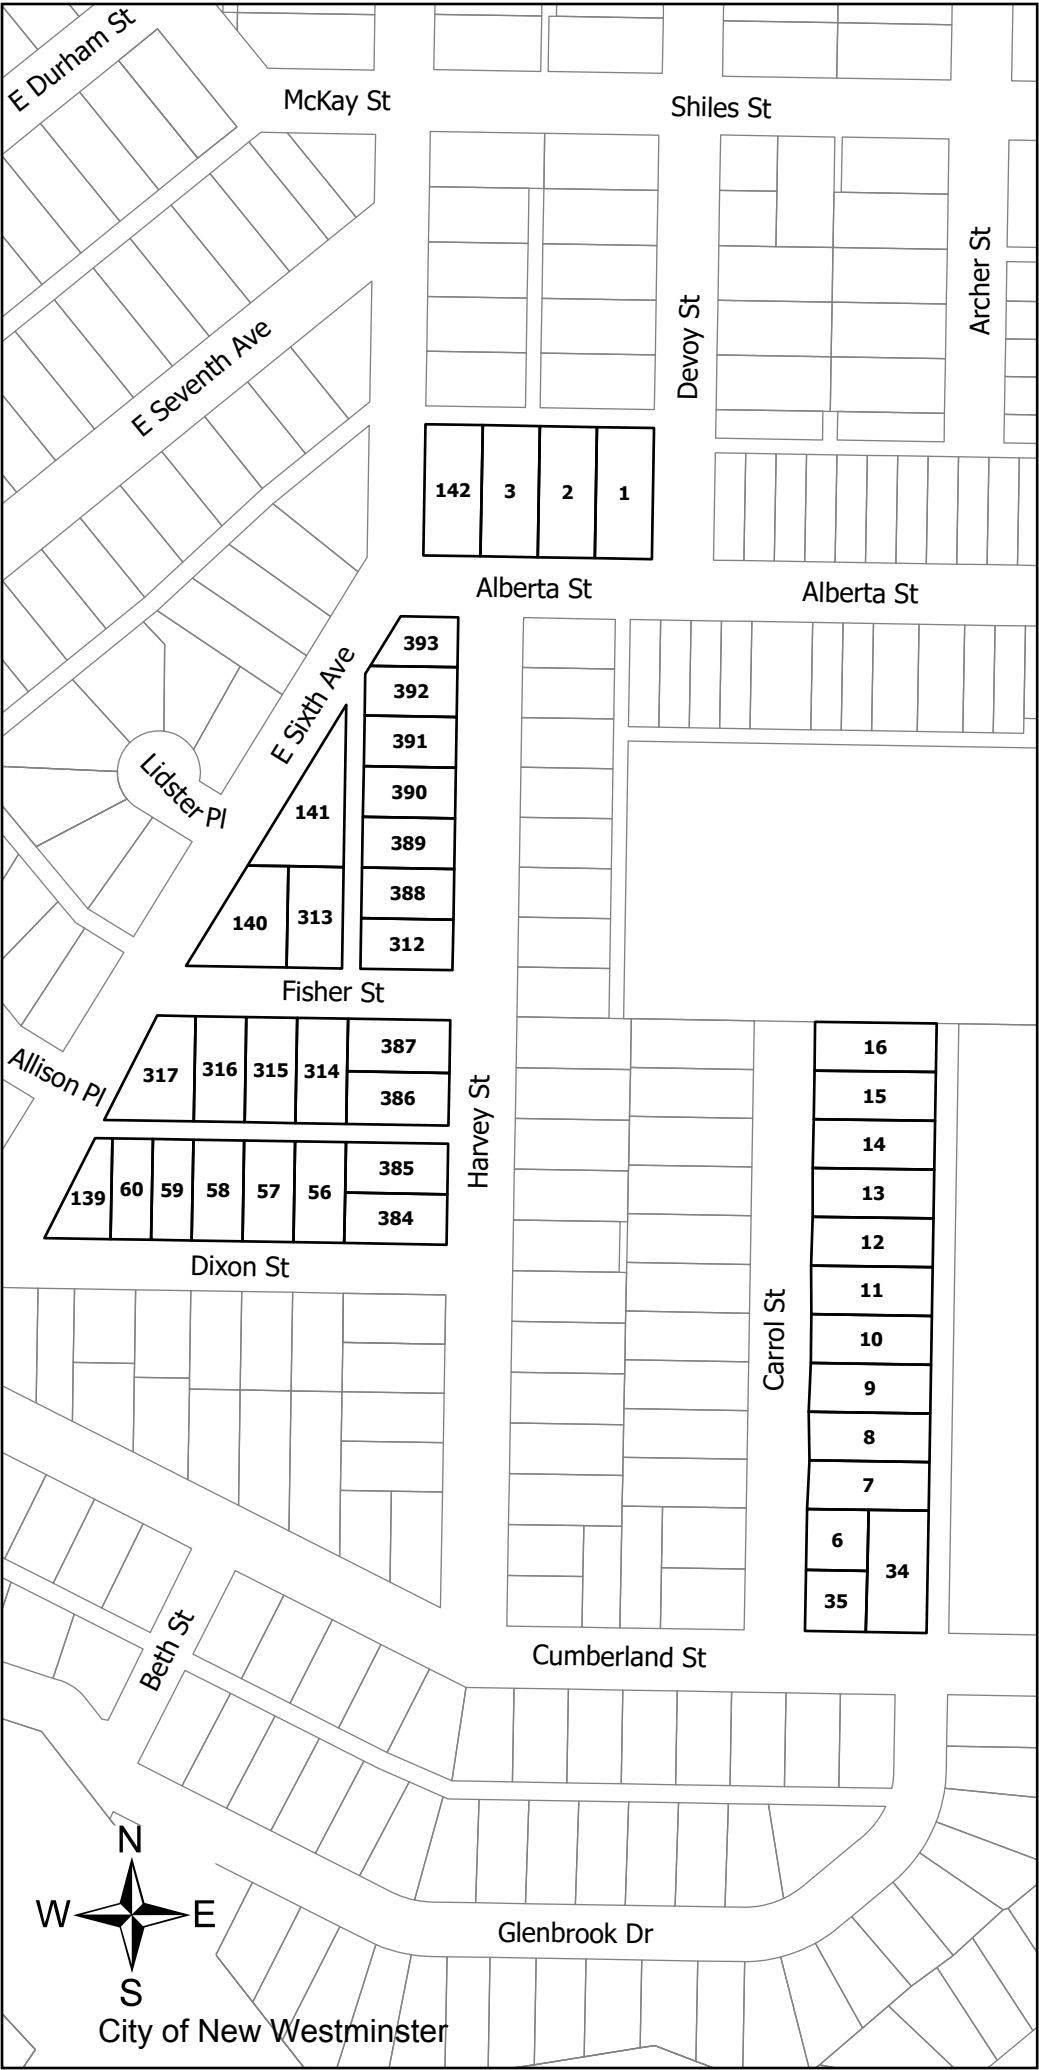 E Durham St
McKay St
Shiles St
Archer St
Devoy St
E Seventh Ave
142 3 2 1
Alberta St
Alberta St
393
E Sixth Ave
392
391
Lidster Pl
390
141
389
388
140 313
312
Fisher St
387
16
317 316 315 314
Allison Pl
386
15
Harvey St
14
385
139 60 59 58 57 56
13
384
12
Dixon St
11
Carrol St
10
9
8
7
6
34
35
Beth St
Cumberland St
N
W E
S
Glenbrook Dr
City of New Westminster